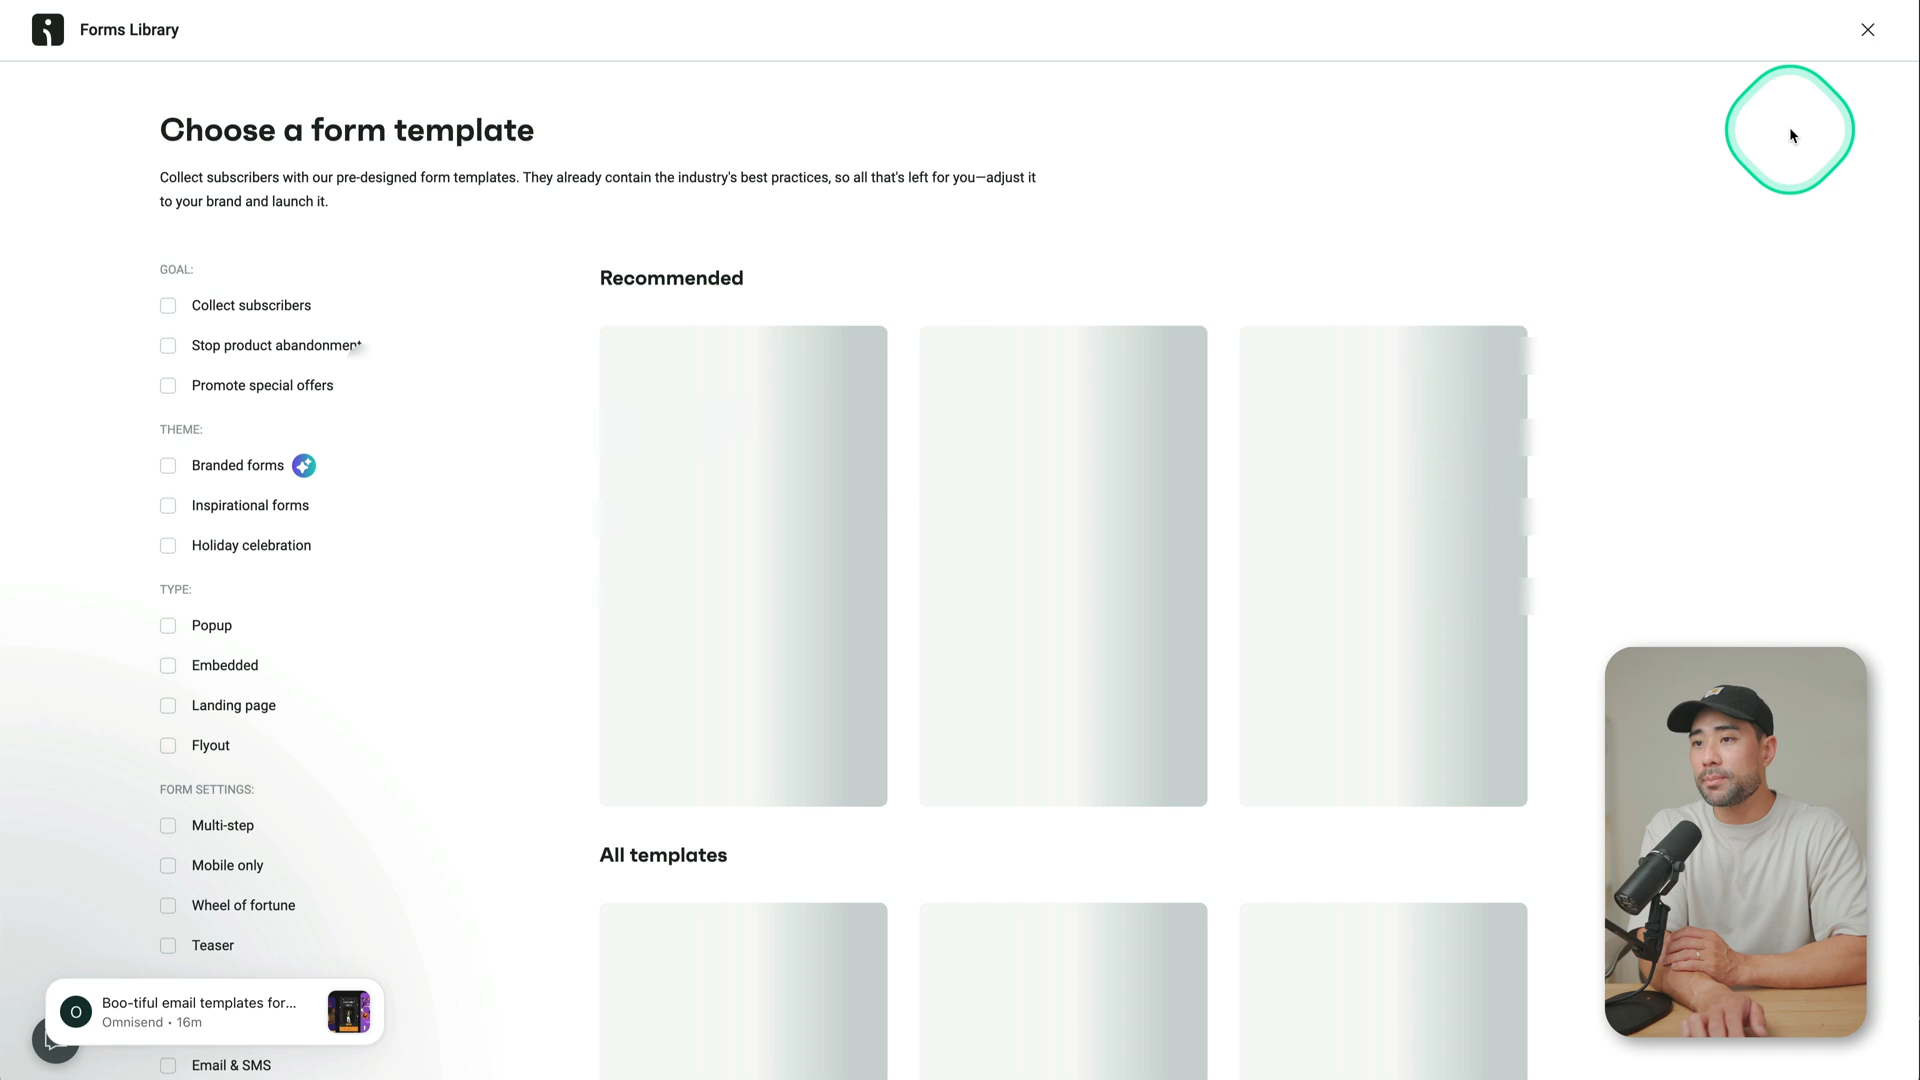 Forms Library
Choose a form template
Collect subscribers with our pre-designed form templates. They already contain the industry's best practices, so all that's left for you—adjust it
to your brand and launch it.
GOAL:
Collect subscribers
Stop product abandonment
Promote special offers
THEME:
Branded forms
Inspirational forms
Holiday celebration
TYPE:
Popup
Embedded
Landing page
Flyout
FORM SETTINGS:
Multi-step
Mobile only
Wheel of fortune
Teaser
O
Boo-tiful email templates for...
Omnisend • 16m
Email & SMS
Recommended
All templates